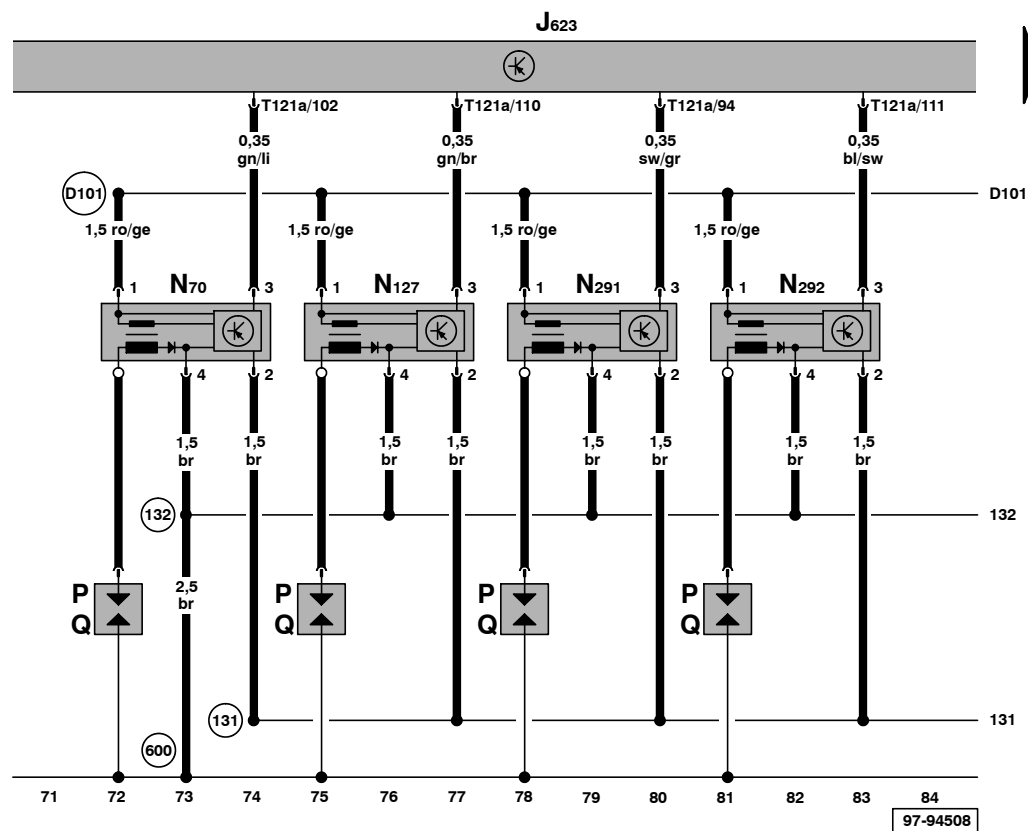 J623
T121a/102 T121a/110 T121a/94 T121a/111
0,35 0,35 0,35 0,35
gn/li gn/br sw/gr bl/sw
D101 D101
1,5 ro/ge 1,5 ro/ge 1,5 ro/ge 1,5 ro/ge
1 N70 3 1 N127 3 1 N291 3 1 N292 3
4 2 4 2 4 2 4 2
1,5 1,5 1,5 1,5 1,5 1,5 1,5 1,5
br br br br br br br br
132 132
P 2,5 P P P
Q br Q Q Q
131 131
600
71 72 73 74 75 76 77 78 79 80 81 82 83 84
97-94508